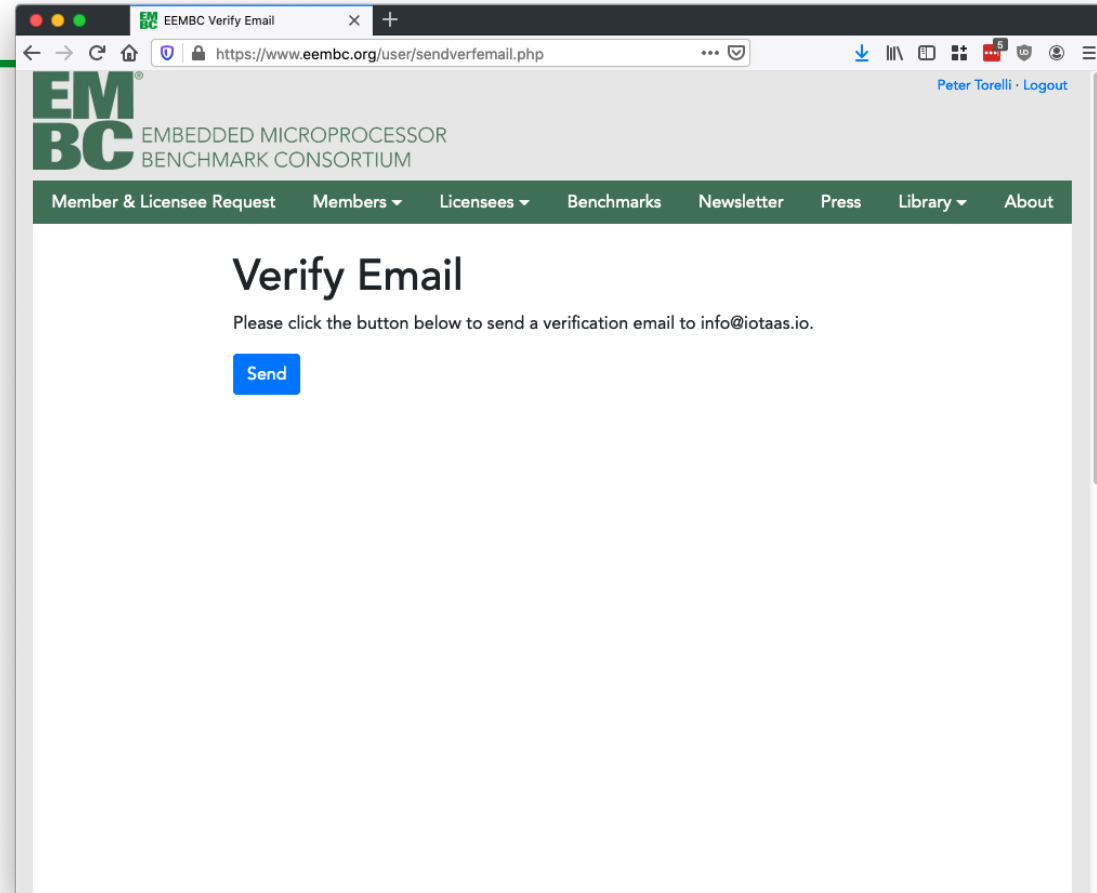 EEMBC Verify Email
https://www.eembc.org/user/sendverfemail.php
5
Peter Torelli · Logout
EM®
BC
EMBEDDED MICROPROCESSOR
BENCHMARK CONSORTIUM
Member & Licensee Request Members Licensees Benchmarks Newsletter Press Library About
Verify Email
Please click the button below to send a verification email to info@iotaas.io.
Send